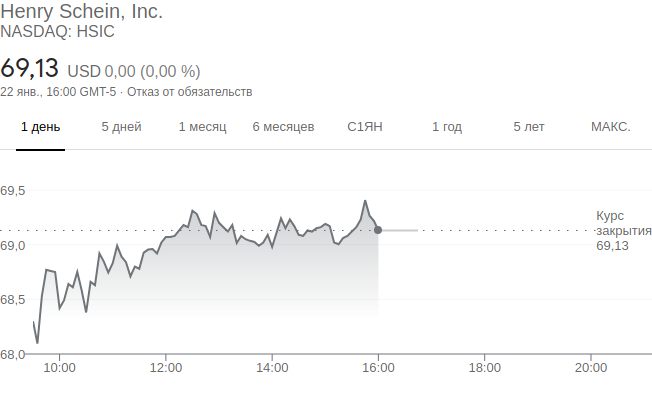 Henry Schein, Inc.
NASDAQ: HSIC
69,13 USD 0,00 (0,00 %)
22 янв., 16:00 GMT-5 · Отказ от обязательств
1 день 5 дней 1 месяц 6 месяцев С1ЯН 1 год 5 лет МАКС.
69,5
69,0
68,5
68,0
Курс
закрытия
69,13
10:00 12:00 14:00 16:00 18:00 20:00